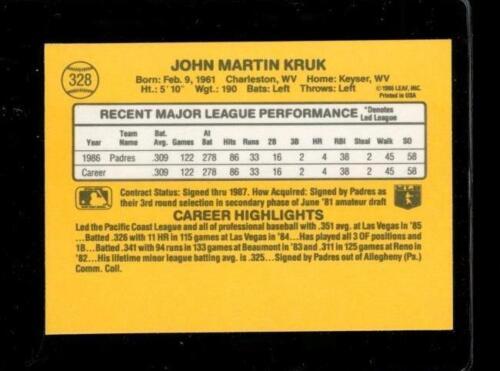 328
JOHN MARTIN KRUK
Born: Feb. 9, 1961 Charleston, WV Home: Keyser, WV
Ht.: 5'10" Wgt.: 190 Bats: Left Throws: Left
©1986 LEAF, INC.
Printed in USA
RECENT MAJOR LEAGUE PERFORMANCE *Denotes Led League
Year Team Name Bat. Avg. Games At Bat Hits Runs 2B 3B HR RBI Steal Walk SO
1986 Padres .309 122 278 86 33 16 2 4 38 2 45 58
Career .309 122 278 86 33 16 2 4 38 2 45 58
Contract Status: Signed thru 1987. How Acquired: Signed by Padres as
their 3rd round selection in secondary phase of June '81 amateur draft
CAREER HIGHLIGHTS
Led the Pacific Coast League and all of professional baseball with .351 avg. at Las Vegas in '85
...Batted .326 with 11 HR in 115 games at Las Vegas in '84...Has played all 3 OF positions and
1B...Batted .341 with 94 runs in 133 games at Beaumont in '83 and .311 in 125 games at Reno in
'82...His lifetime minor league batting avg. is .325...Signed by Padres out of Allegheny (Pa.)
Comm. Coll.